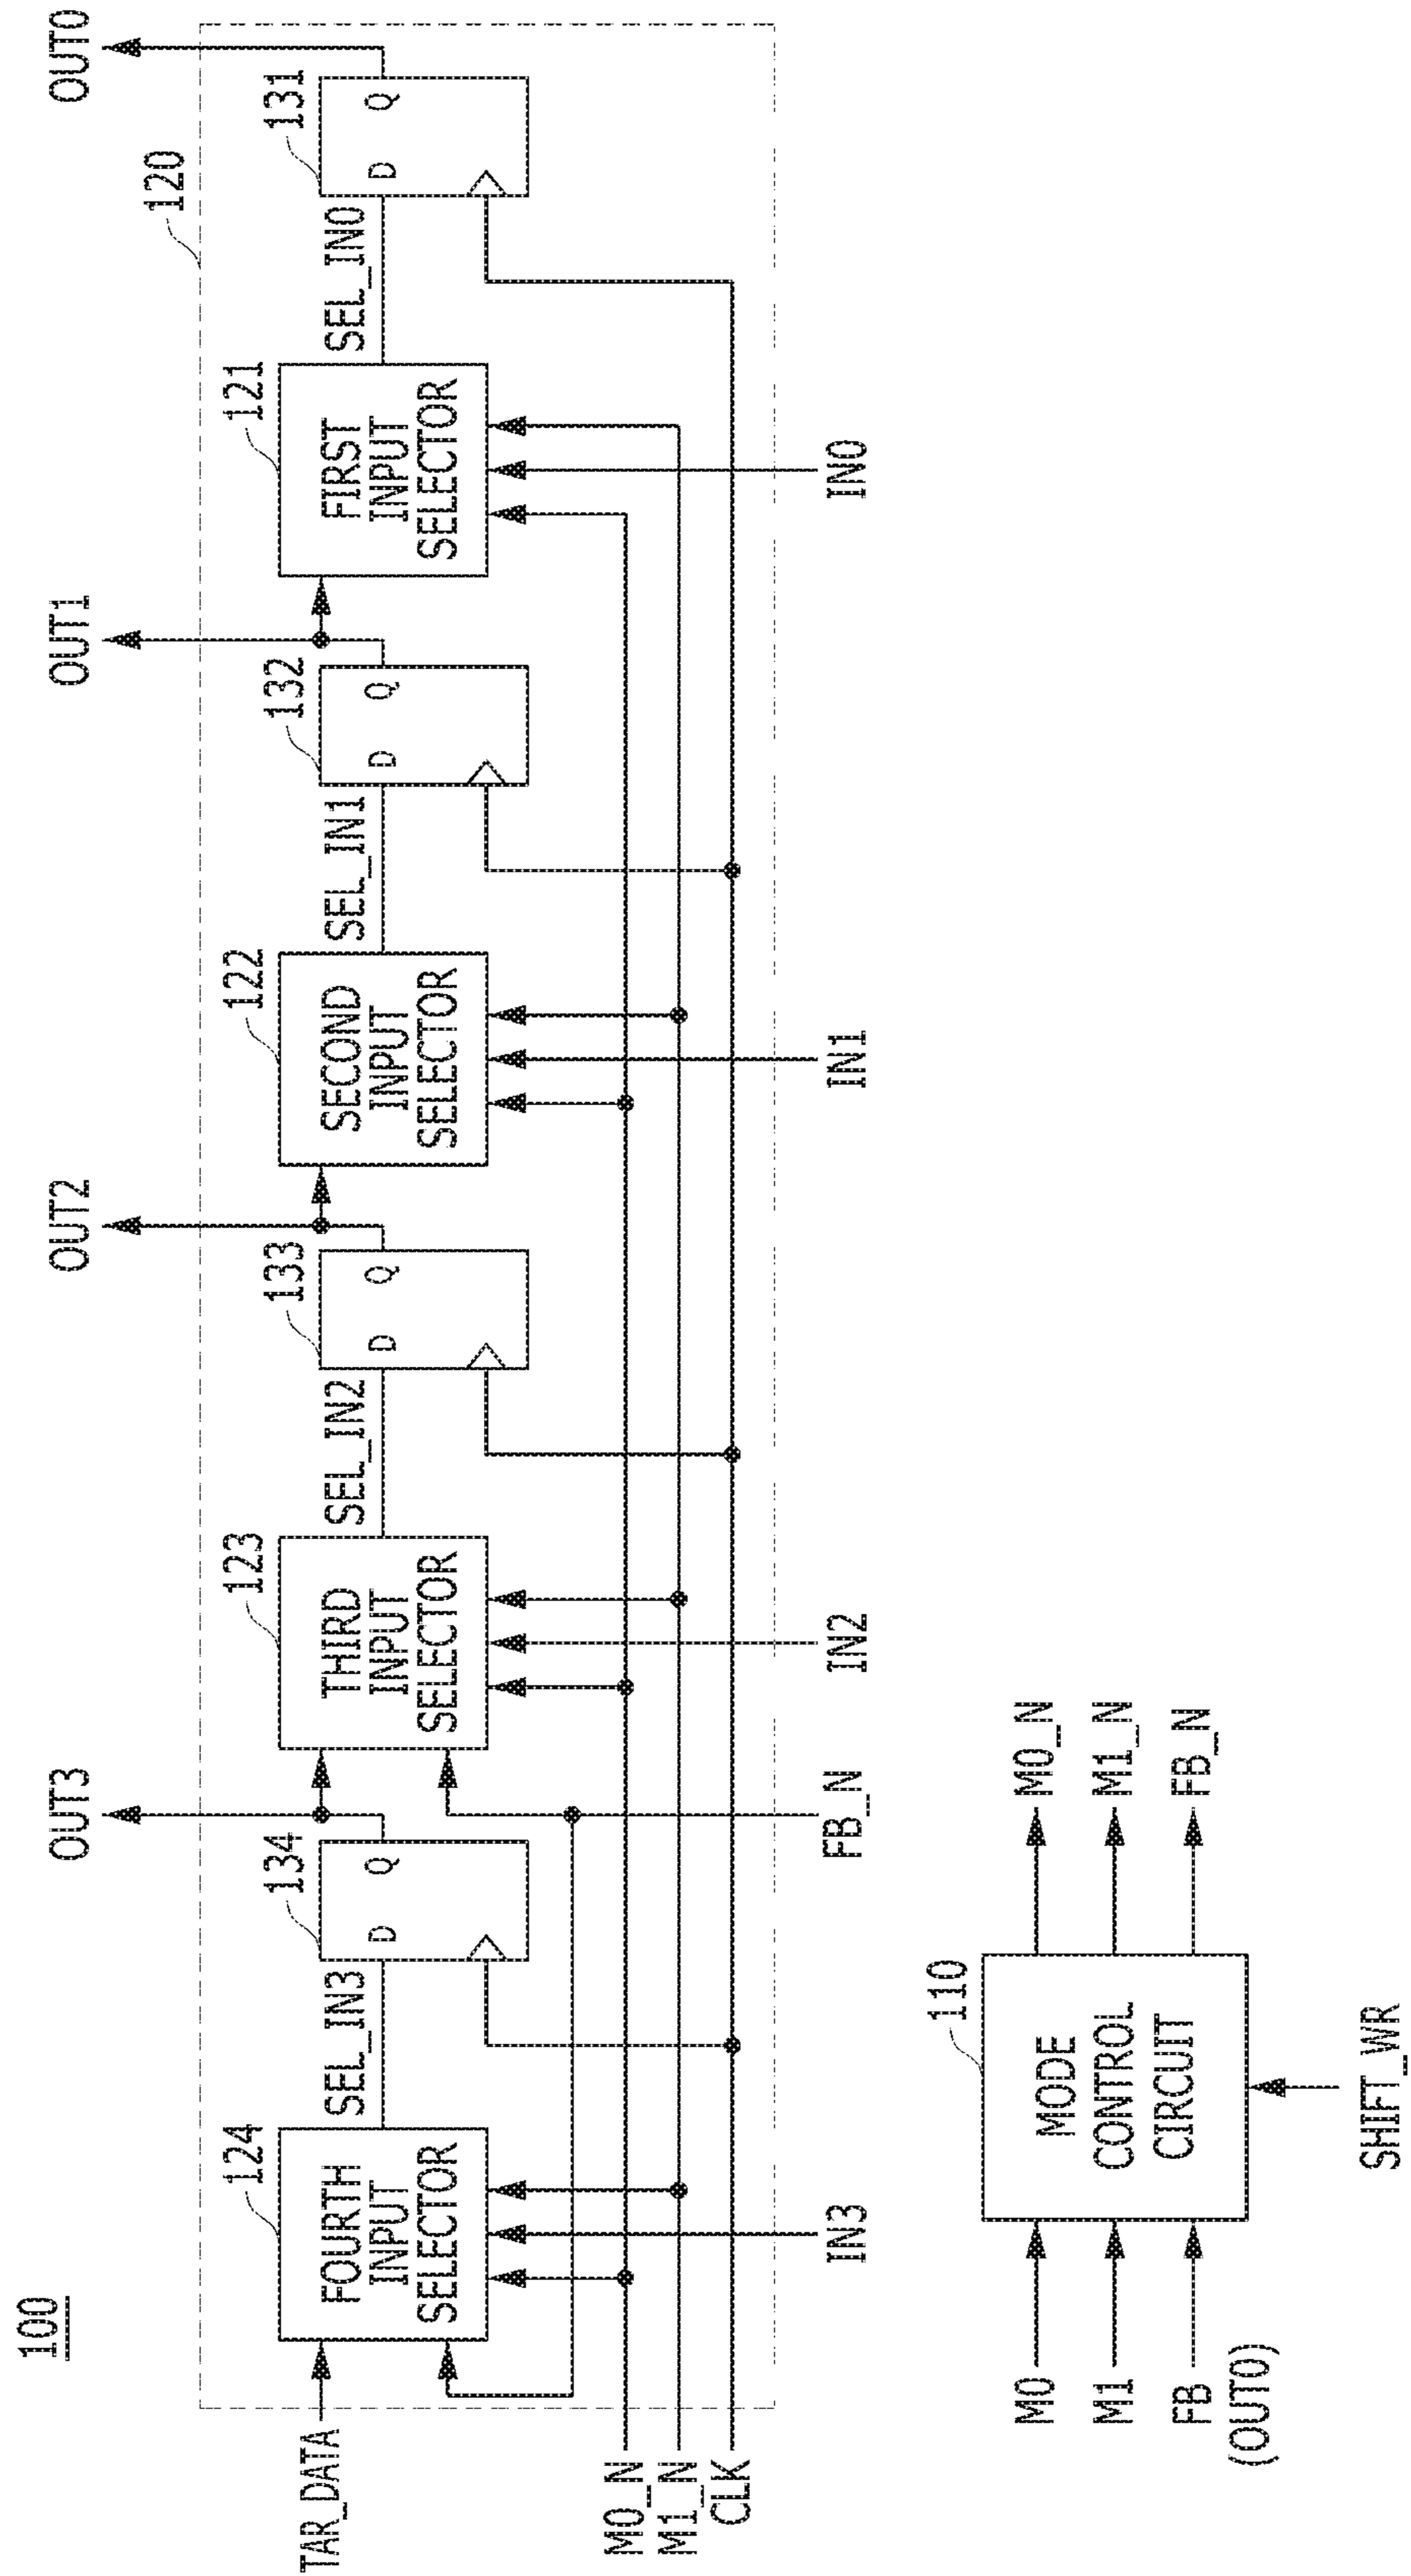 100
120
OUT3
OUT2
OUT1
OUT0
124
134
123
133
122
132
121
131
TAR_DATA
FOURTH
INPUT
SELECTOR
SEL_IN3
D Q
THIRD
INPUT
SELECTOR
SEL_IN2
D Q
SECOND
INPUT
SELECTOR
SEL_IN1
D Q
FIRST
INPUT
SELECTOR
SEL_IN0
D Q
M0_N
M1_N
CLK
IN3
FB_N
IN2
IN1
IN0
110
M0
M1
FB
(OUT0)
MODE
CONTROL
CIRCUIT
M0_N
M1_N
FB_N
SHIFT_WR